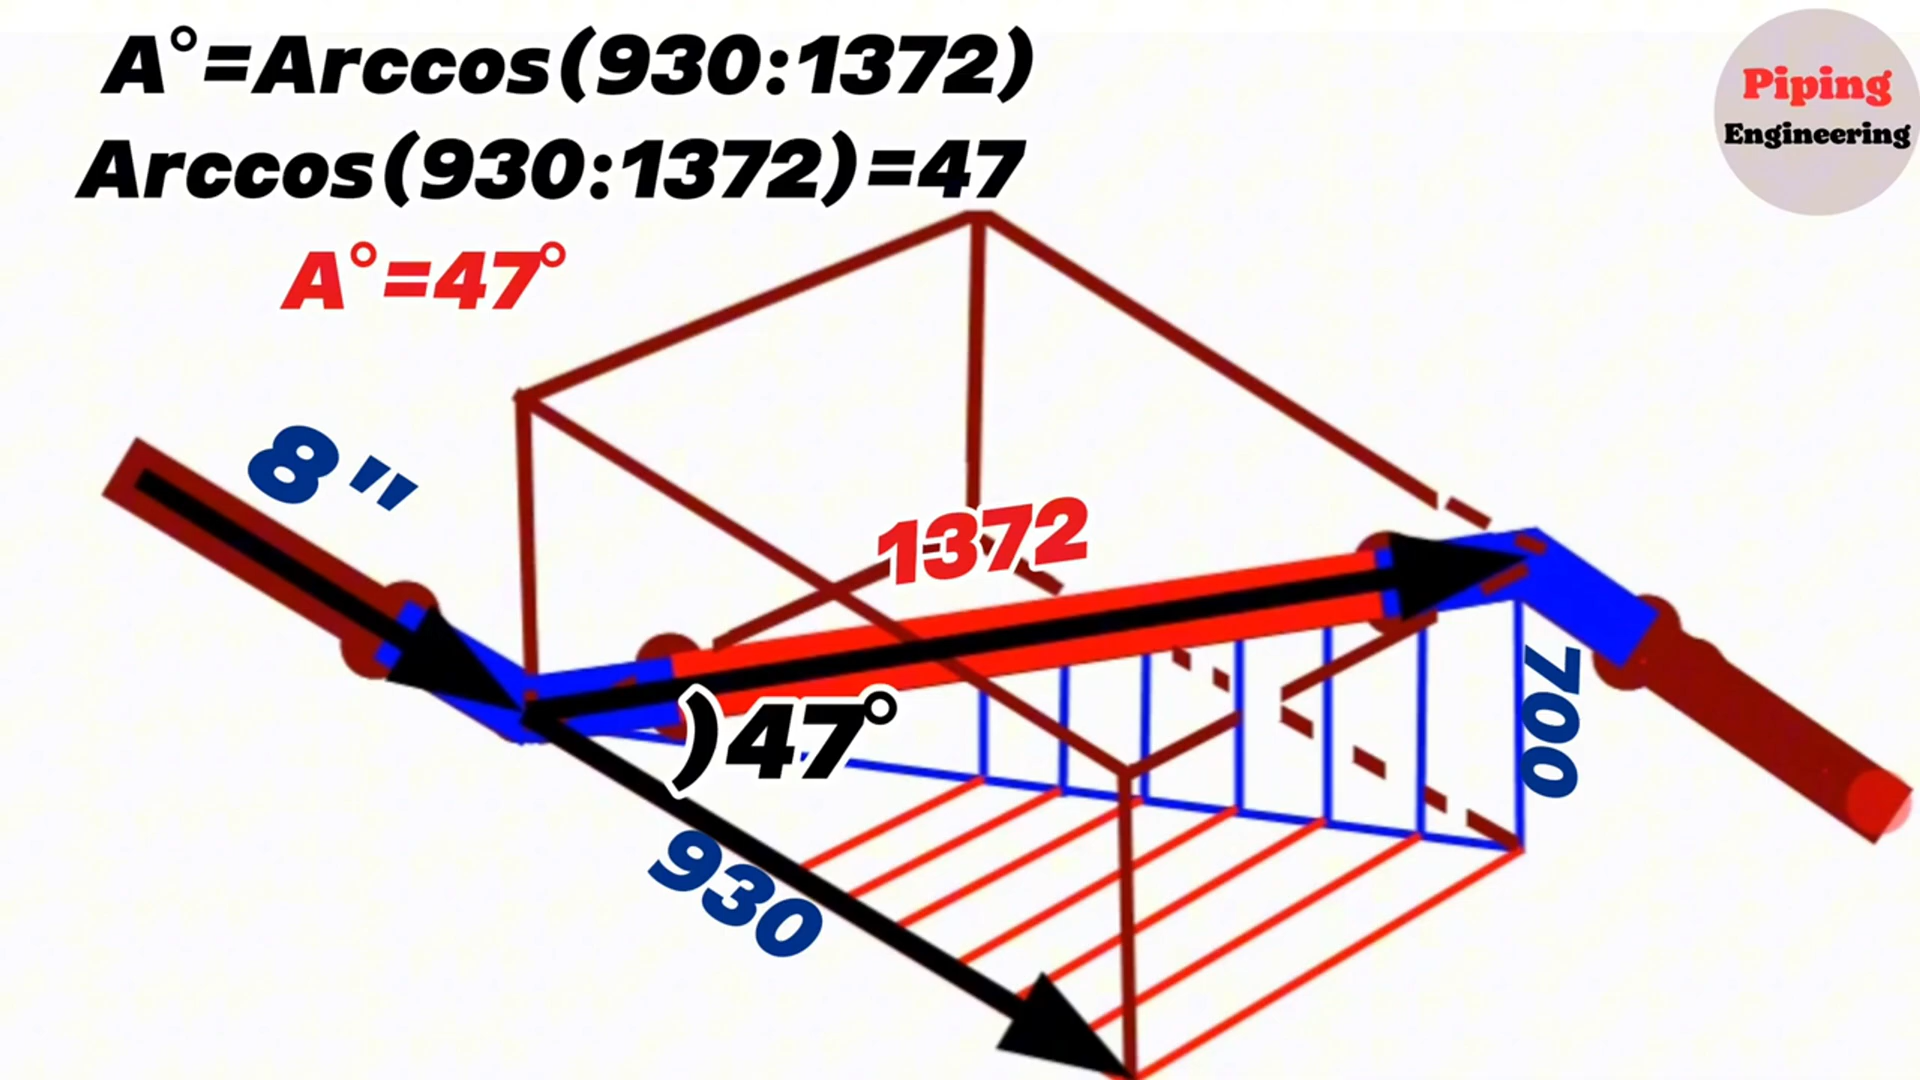 A°=Arccos(930:1372)
Arccos(930:1372)=47
A°=47°
Piping
Engineering
8"
1372
)47°
700
930